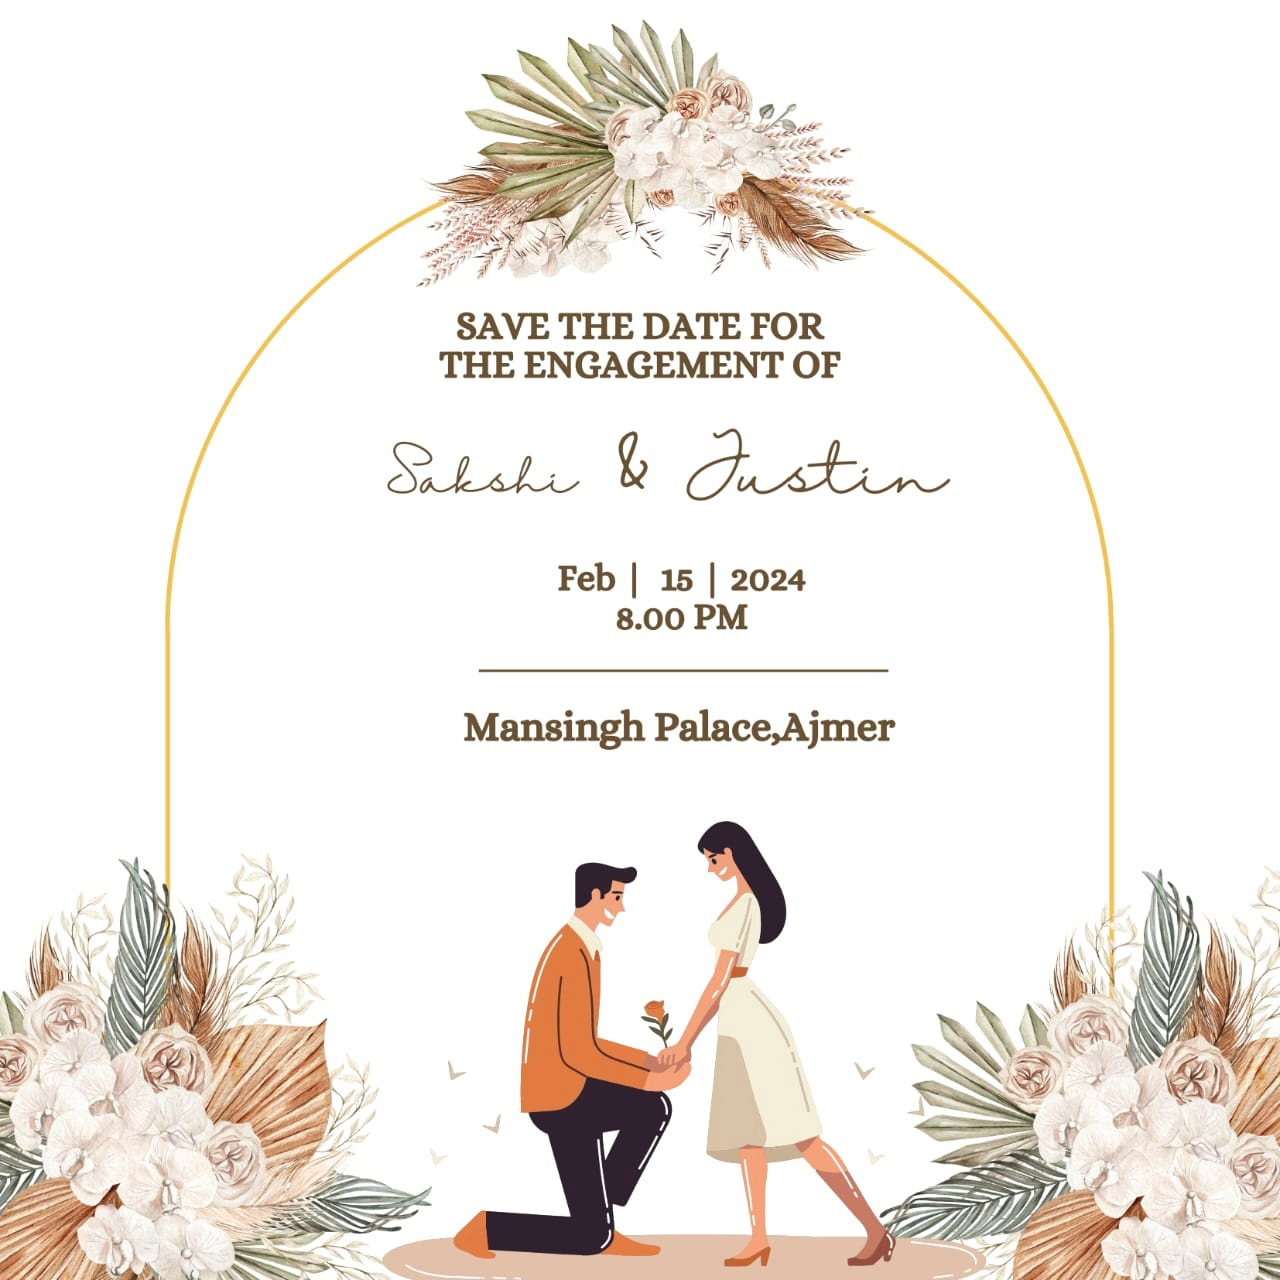 SAVE THE DATE FOR
THE ENGAGEMENT OF
Sakshi & Justin
Feb | 15 | 2024
8.00 PM
Mansingh Palace,Ajmer